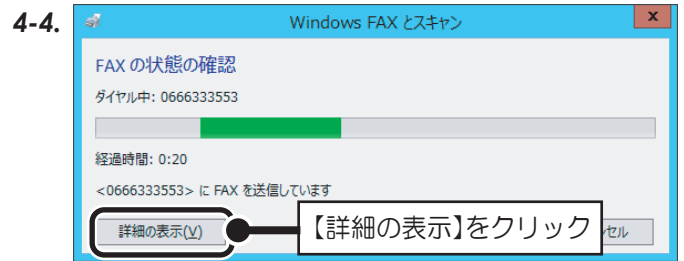 4-4.
Windows FAX とスキャン
x
FAX の状態の確認
ダイヤル中: 0666333553
経過時間: 0:20
<0666333553> に FAX を送信しています
詳細の表示(V)
【詳細の表示】をクリック
セル